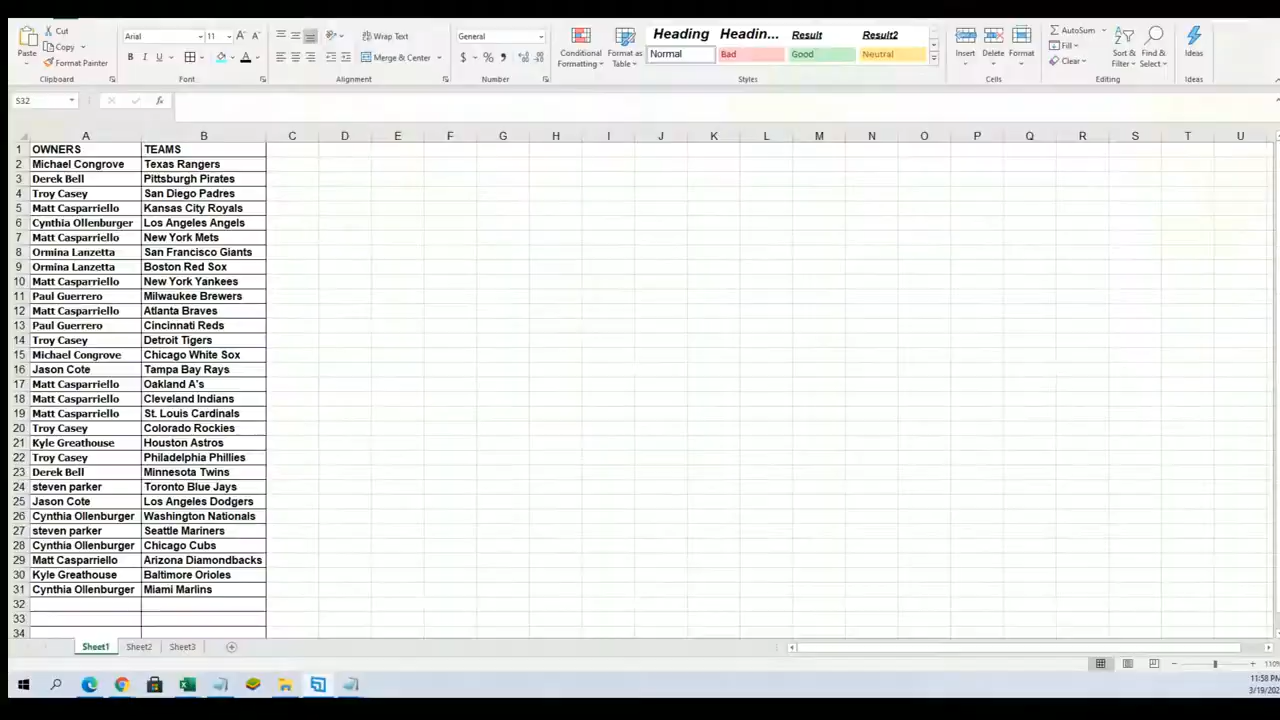 Cut
Copy
Format Painter
Paste
Clipboard
Arial 11
B I U
Font
Wrap Text
Merge & Center
Alignment
General
$ % ,
Number
Conditional Formatting
Format as Table
Heading Headin... Result Result2
Normal Bad Good Neutral
Styles
Insert Delete Format
Cells
AutoSum
Fill
Clear
Sort & Filter
Find & Select
Editing
Ideas
Ideas
S32 fx
A B C D E F G H I J K L M N O P Q R S T U
1 OWNERS TEAMS
2 Michael Congrove Texas Rangers
3 Derek Bell Pittsburgh Pirates
4 Troy Casey San Diego Padres
5 Matt Casparriello Kansas City Royals
6 Cynthia Ollenburger Los Angeles Angels
7 Matt Casparriello New York Mets
8 Ormina Lanzetta San Francisco Giants
9 Ormina Lanzetta Boston Red Sox
10 Matt Casparriello New York Yankees
11 Paul Guerrero Milwaukee Brewers
12 Matt Casparriello Atlanta Braves
13 Paul Guerrero Cincinnati Reds
14 Troy Casey Detroit Tigers
15 Michael Congrove Chicago White Sox
16 Jason Cote Tampa Bay Rays
17 Matt Casparriello Oakland A's
18 Matt Casparriello Cleveland Indians
19 Matt Casparriello St. Louis Cardinals
20 Troy Casey Colorado Rockies
21 Kyle Greathouse Houston Astros
22 Troy Casey Philadelphia Phillies
23 Derek Bell Minnesota Twins
24 steven parker Toronto Blue Jays
25 Jason Cote Los Angeles Dodgers
26 Cynthia Ollenburger Washington Nationals
27 steven parker Seattle Mariners
28 Cynthia Ollenburger Chicago Cubs
29 Matt Casparriello Arizona Diamondbacks
30 Kyle Greathouse Baltimore Orioles
31 Cynthia Ollenburger Miami Marlins
32
33
34
Sheet1 Sheet2 Sheet3
110%
11:58 PM
3/19/202